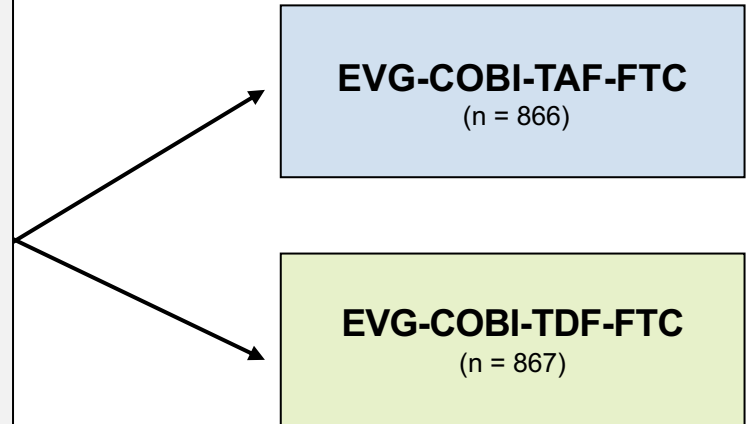 EVG-COBI-TAF-FTC
(n = 866)
EVG-COBI-TDF-FTC
(n = 867)